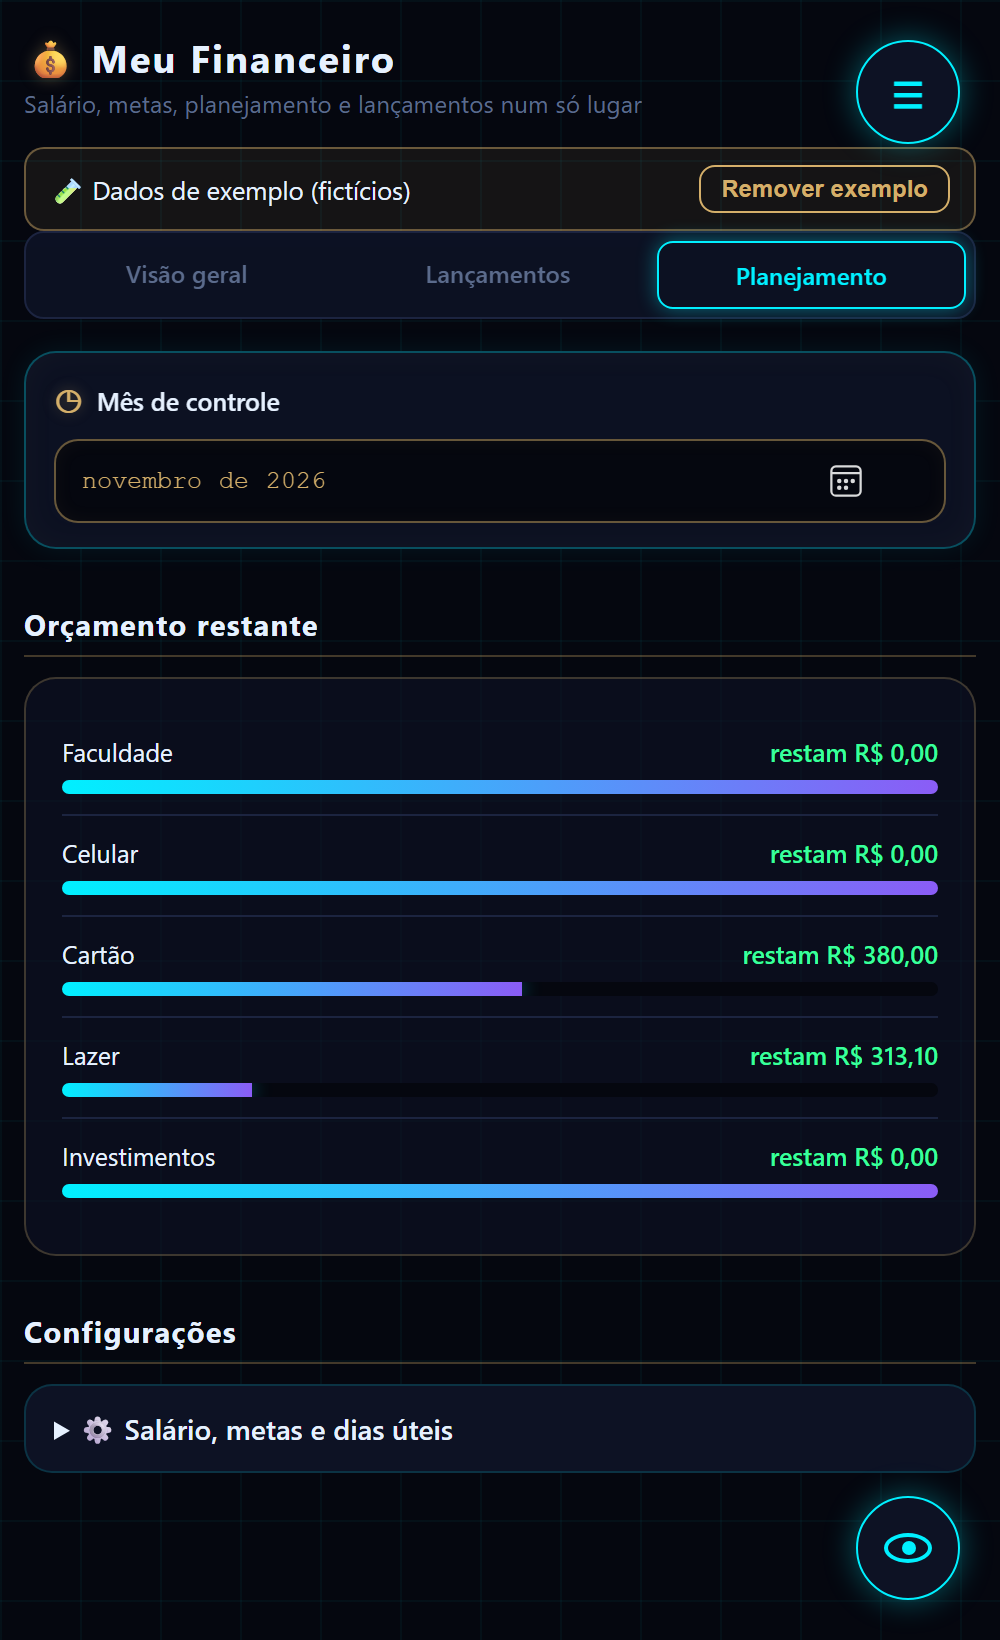 Meu Financeiro
Salário, metas, planejamento e lançamentos num só lugar
Dados de exemplo (fictícios)
Remover exemplo
Visão geral
Lançamentos
Planejamento
Mês de controle
novembro de 2026
Orçamento restante
Faculdade
restam R$ 0,00
Celular
restam R$ 0,00
Cartão
restam R$ 380,00
Lazer
restam R$ 313,10
Investimentos
restam R$ 0,00
Configurações
Salário, metas e dias úteis